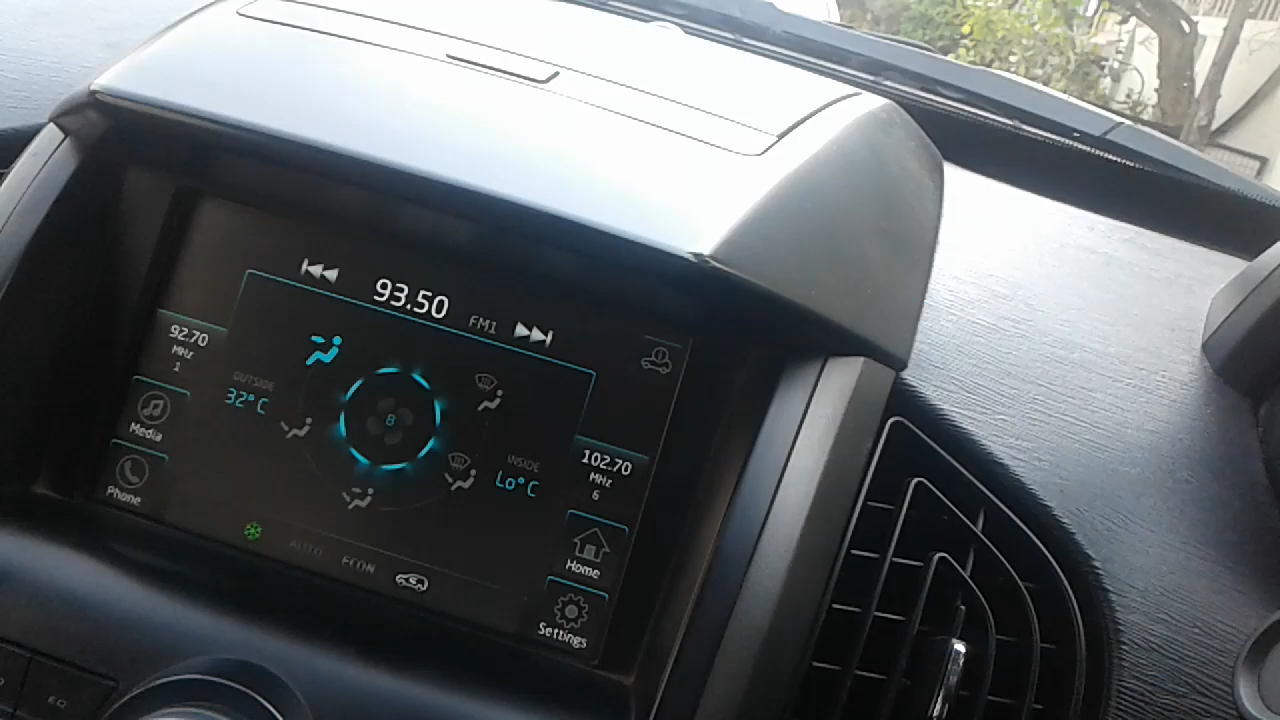 93.50
FM1
92.70
MHz
1
OUTSIDE
32°C
8
Media
Phone
INSIDE
Lo°C
102.70
MHz
6
AUTO
ECON
Home
Settings
EQ